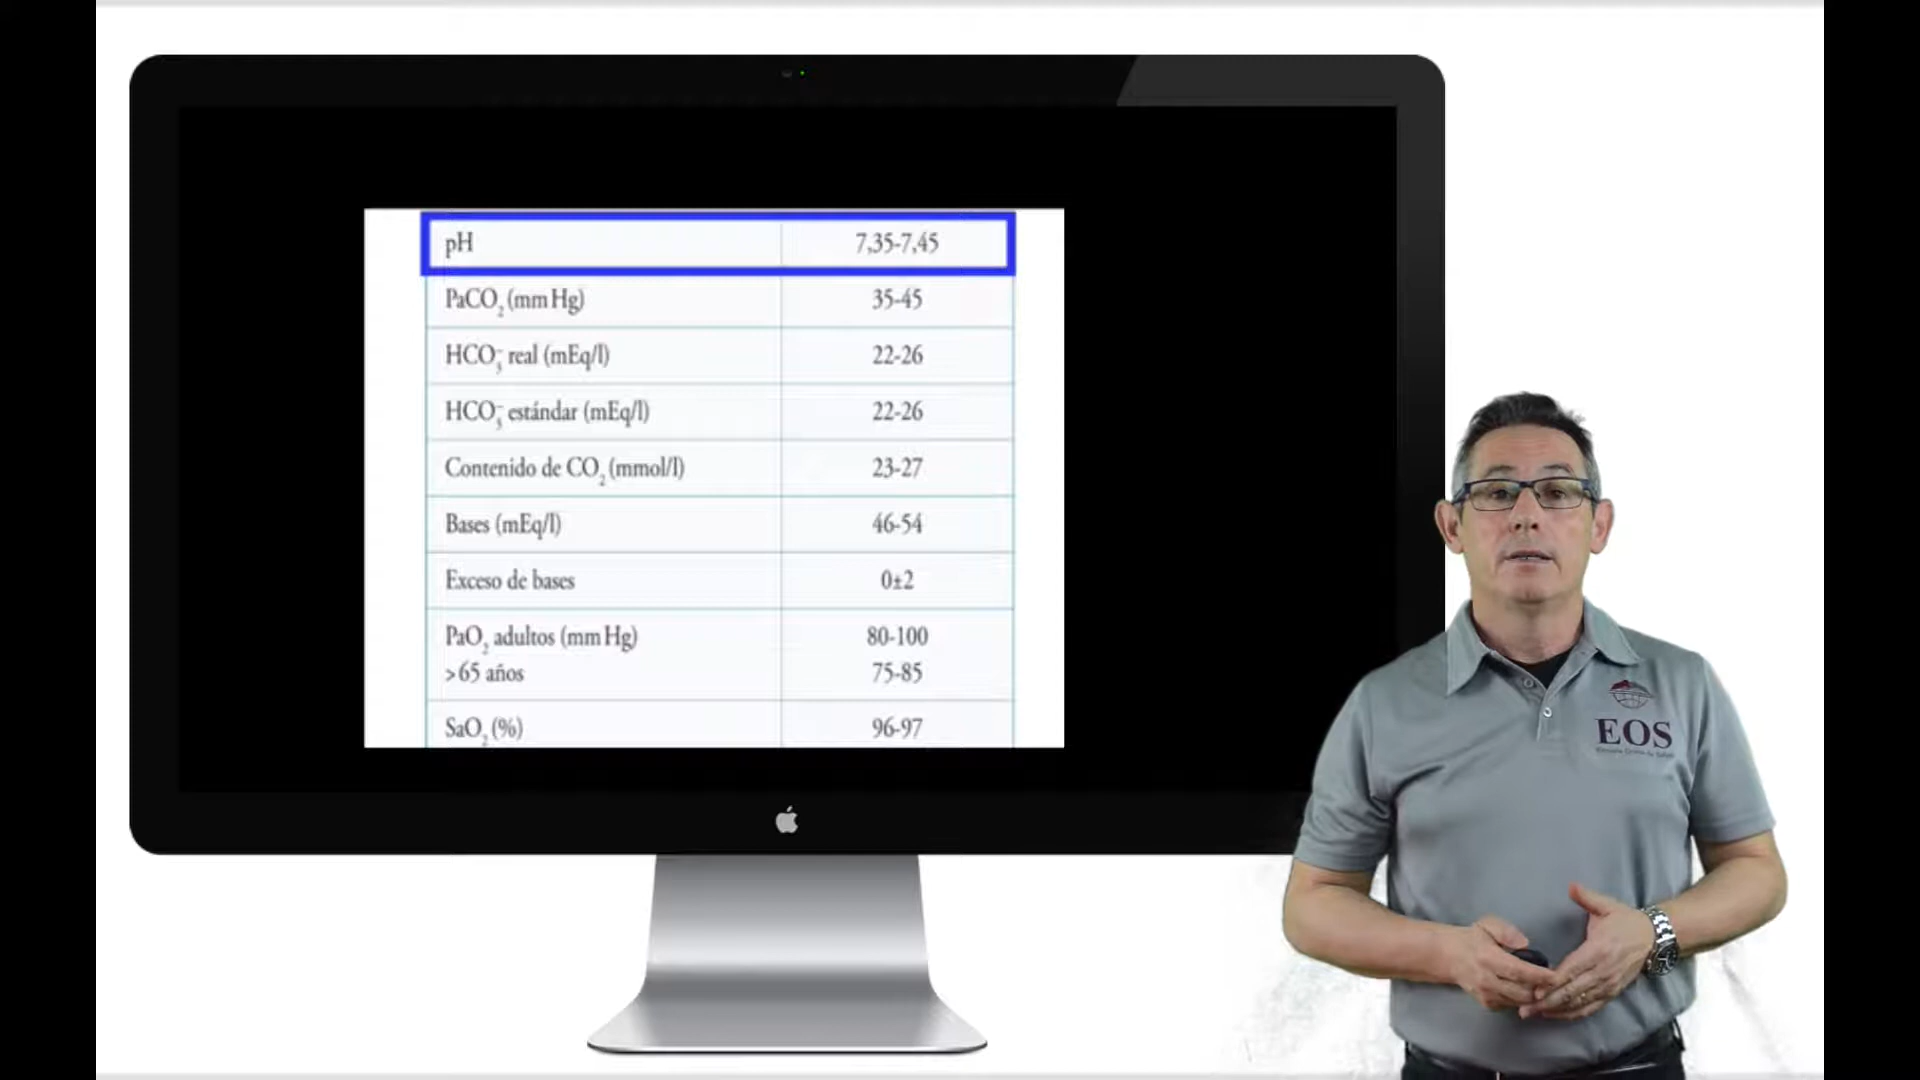 pH 7,35-7,45
PaCO₂ (mm Hg) 35-45
HCO₃⁻ real (mEq/l) 22-26
HCO₃⁻ estándar (mEq/l) 22-26
Contenido de CO₂ (mmol/l) 23-27
Bases (mEq/l) 46-54
Exceso de bases 0±2
PaO₂ adultos (mm Hg) 80-100
>65 años 75-85
SaO₂ (%) 96-97
EOS